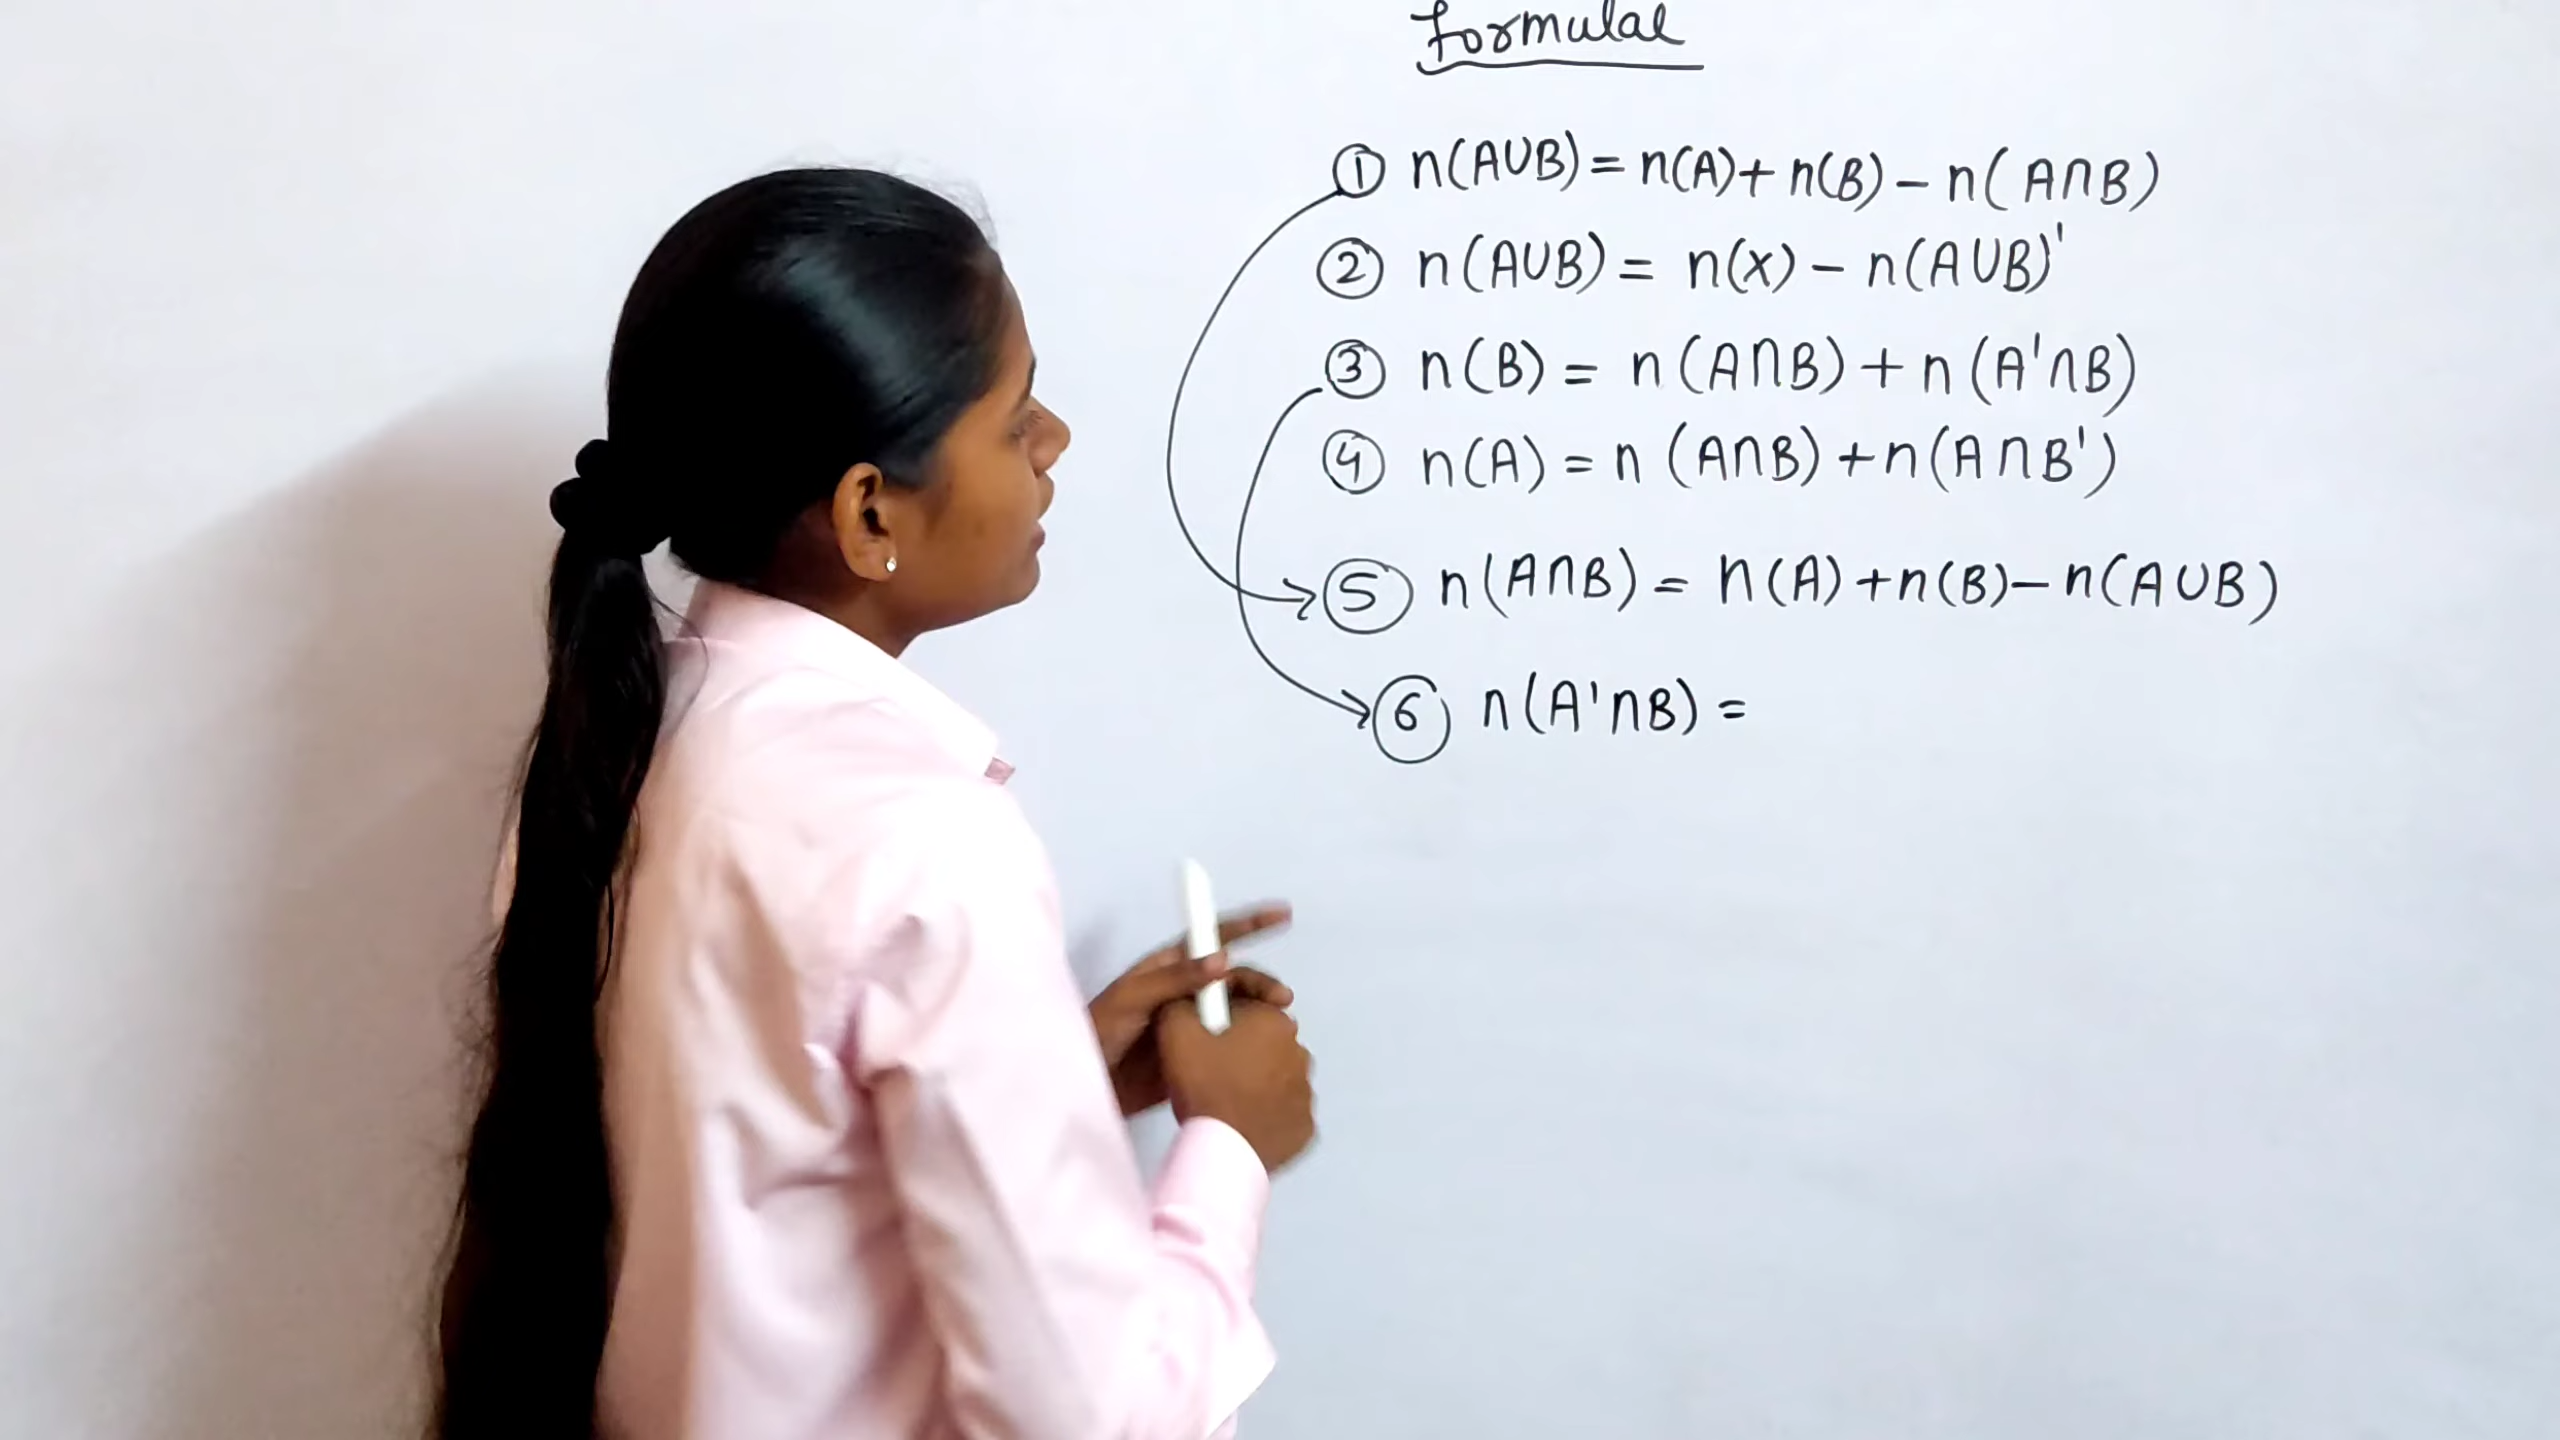 Formulae
① n(A∪B) = n(A) + n(B) - n(A∩B)
② n(A∪B) = n(X) - n(A∪B)'
③ n(B) = n(A∩B) + n(A'∩B)
④ n(A) = n(A∩B) + n(A∩B')
⑤ n(A∩B) = n(A) + n(B) - n(A∪B)
⑥ n(A'∩B) =